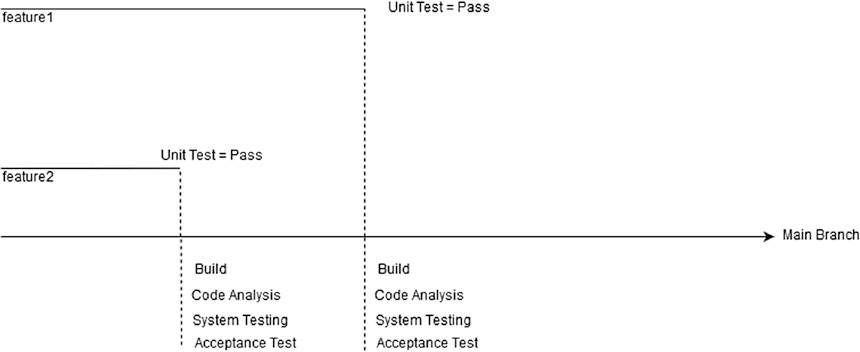 feature1
Unit Test = Pass
Unit Test = Pass
feature2
Main Branch
Build
Code Analysis
System Testing
Acceptance Test
Build
Code Analysis
System Testing
Acceptance Test